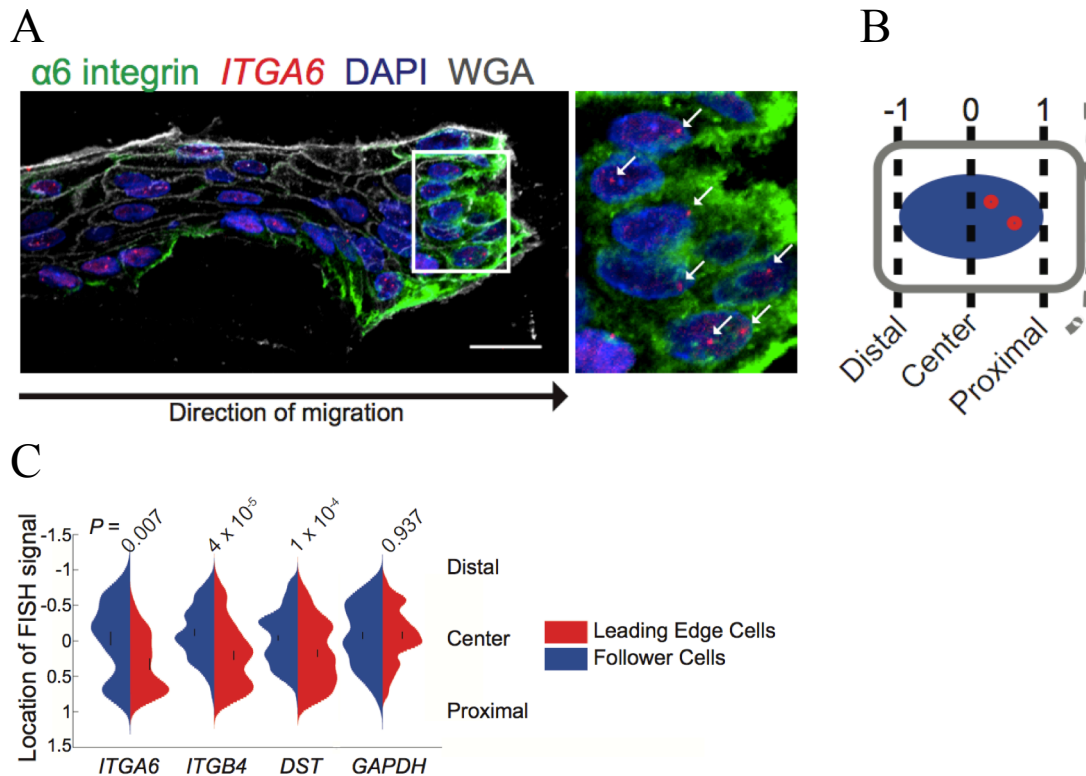 A
α6 integrin ITGA6 DAPI WGA
Direction of migration
B
-1 0 1
Distal
Center
Proximal
C
P = 0.007 4 x 10-5 1 x 10-4 0.937
Location of FISH signal
-1.5
-1
-0.5
0
0.5
1
1.5
Distal
Center
Proximal
Leading Edge Cells
Follower Cells
ITGA6 ITGB4 DST GAPDH